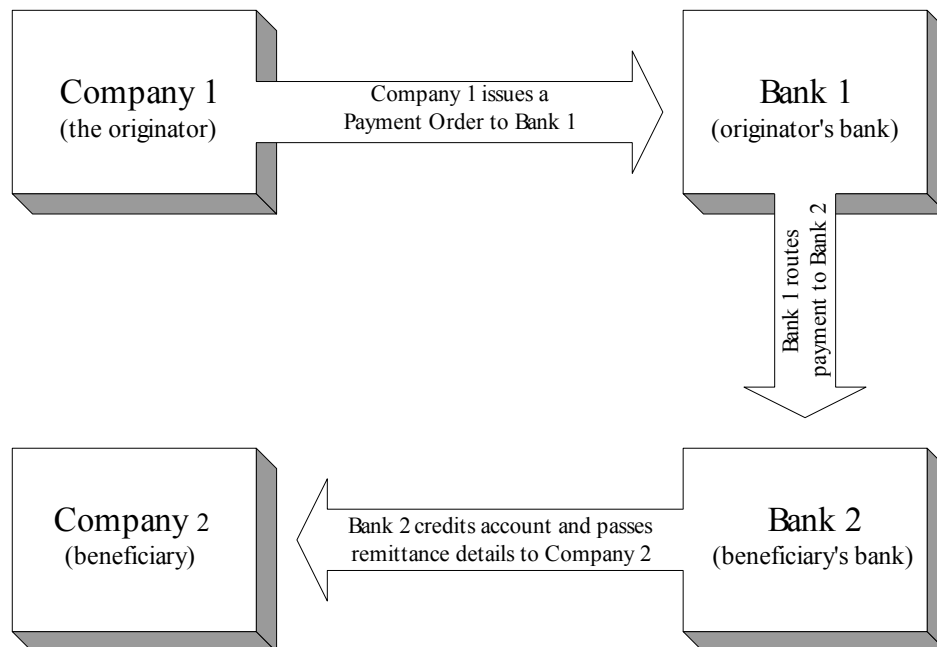 Company 1
(the originator)
Company 1 issues a
Payment Order to Bank 1
Bank 1
(originator's bank)
Bank 1 routes
payment to Bank 2
Company 2
(beneficiary)
Bank 2 credits account and passes
remittance details to Company 2
Bank 2
(beneficiary's bank)